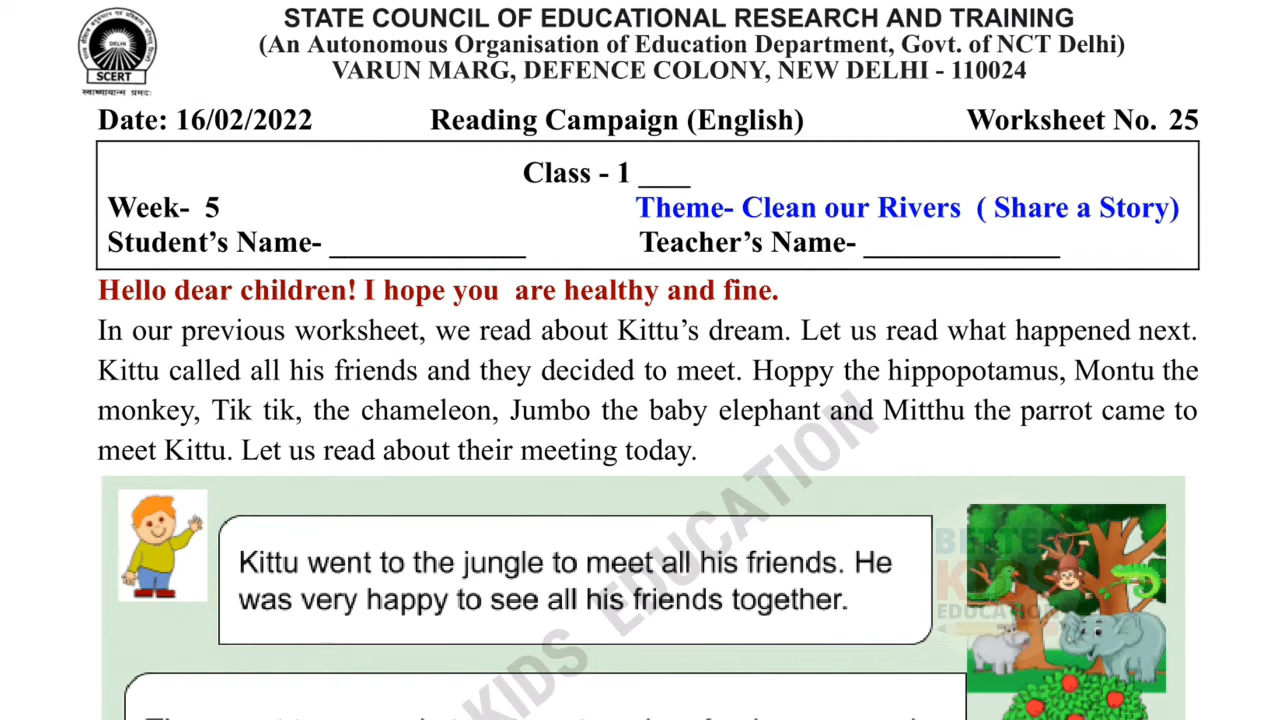 STATE COUNCIL OF EDUCATIONAL RESEARCH AND TRAINING
(An Autonomous Organisation of Education Department, Govt. of NCT Delhi)
VARUN MARG, DEFENCE COLONY, NEW DELHI - 110024
DELHI
SCERT
Date: 16/02/2022 Reading Campaign (English) Worksheet No. 25
Class - 1 ____
Week- 5 Theme- Clean our Rivers ( Share a Story)
Student's Name- _____________ Teacher's Name- _____________
Hello dear children! I hope you are healthy and fine.
In our previous worksheet, we read about Kittu's dream. Let us read what happened next.
Kittu called all his friends and they decided to meet. Hoppy the hippopotamus, Montu the
monkey, Tik tik, the chameleon, Jumbo the baby elephant and Mitthu the parrot came to
meet Kittu. Let us read about their meeting today.
Kittu went to the jungle to meet all his friends. He
was very happy to see all his friends together.
KIDS EDUCATION
BETTER
KIDS
EDUCATION